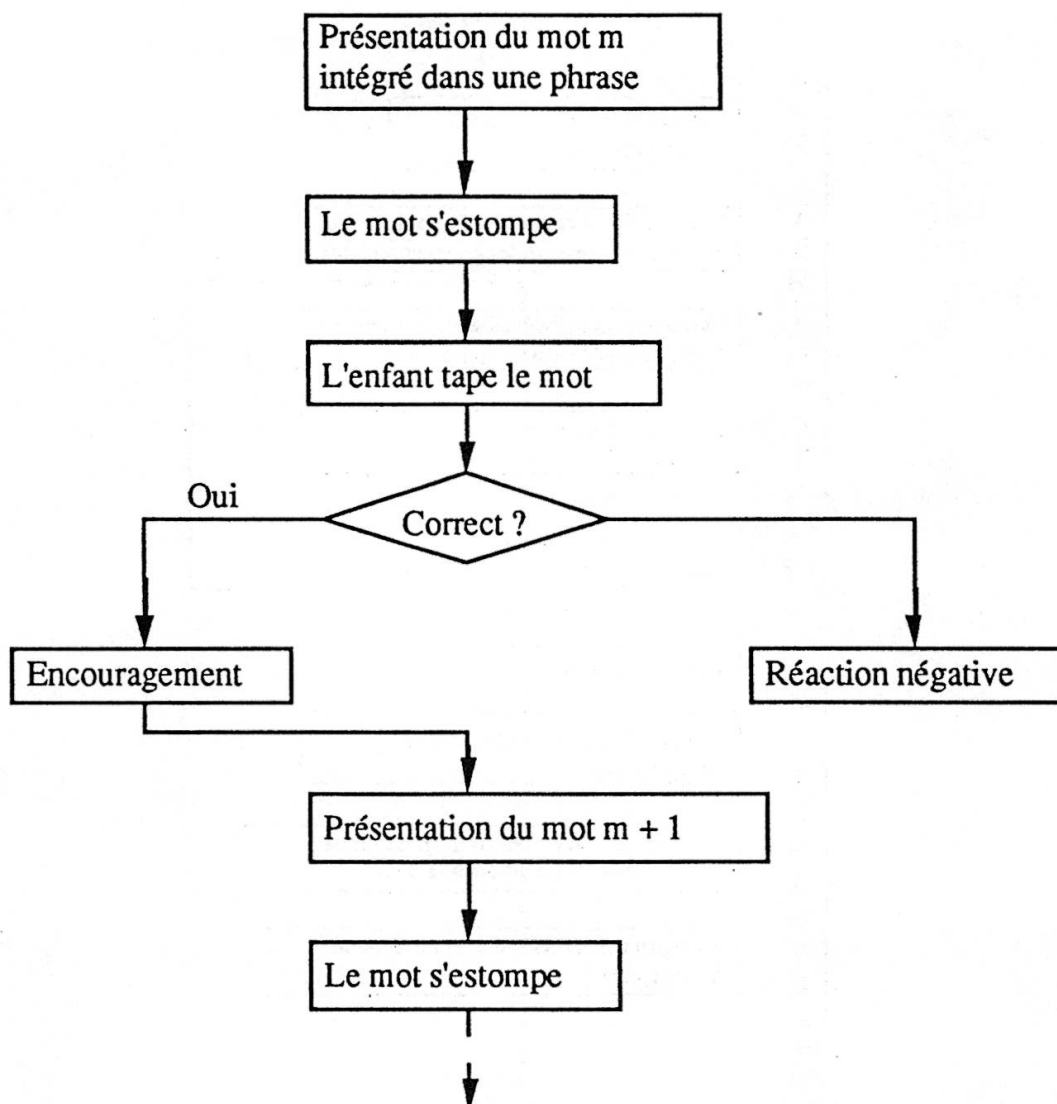 Présentation du mot m
intégré dans une phrase
Le mot s'estompe
L'enfant tape le mot
Oui
Correct ?
Encouragement
Réaction négative
Présentation du mot m + 1
Le mot s'estompe